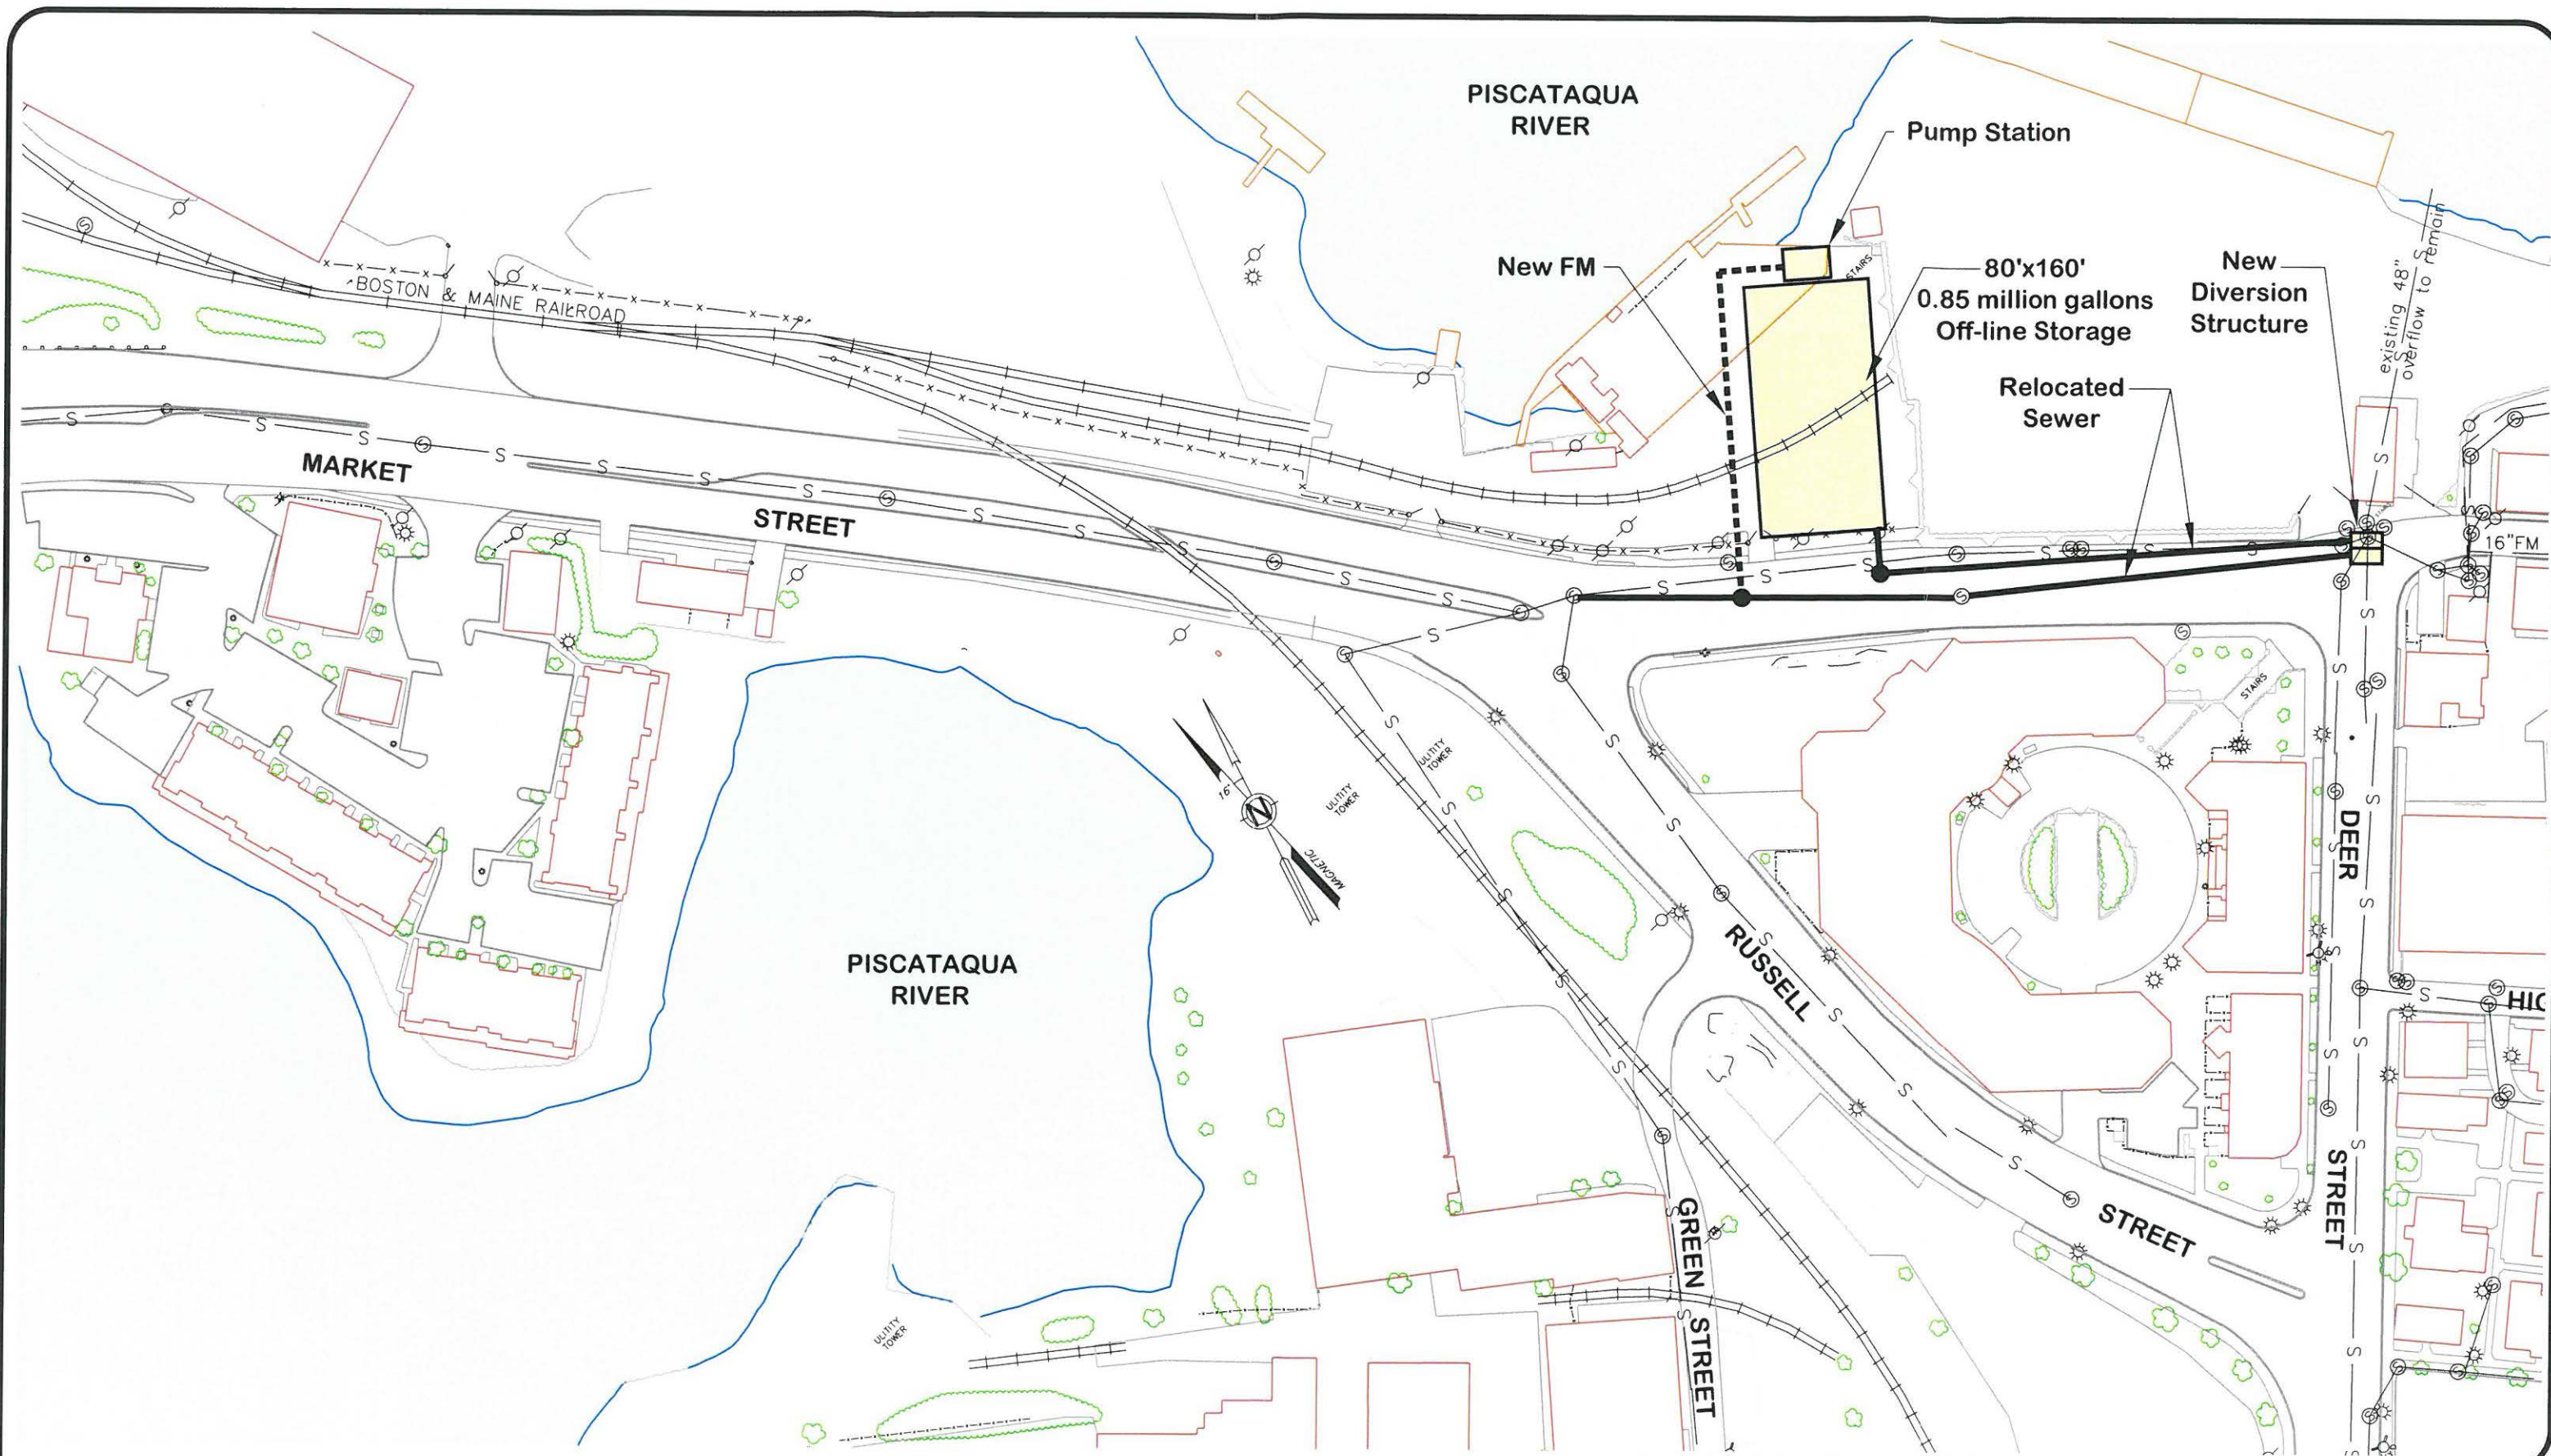 PISCATAQUA
RIVER
Pump Station
New FM
STAIRS
80'x160'
0.85 million gallons
Off-line Storage
New
Diversion
Structure
existing 48"
overflow to remain
Relocated
Sewer
BOSTON & MAINE RAILROAD
MARKET
STREET
16"FM
STAIRS
ULITITY
TOWER
ULITITY
TOWER
16'
N
MAGNETIC
DEER
STREET
PISCATAQUA
RIVER
RUSSELL
STREET
HIG
GREEN
STREET
ULITITY
TOWER